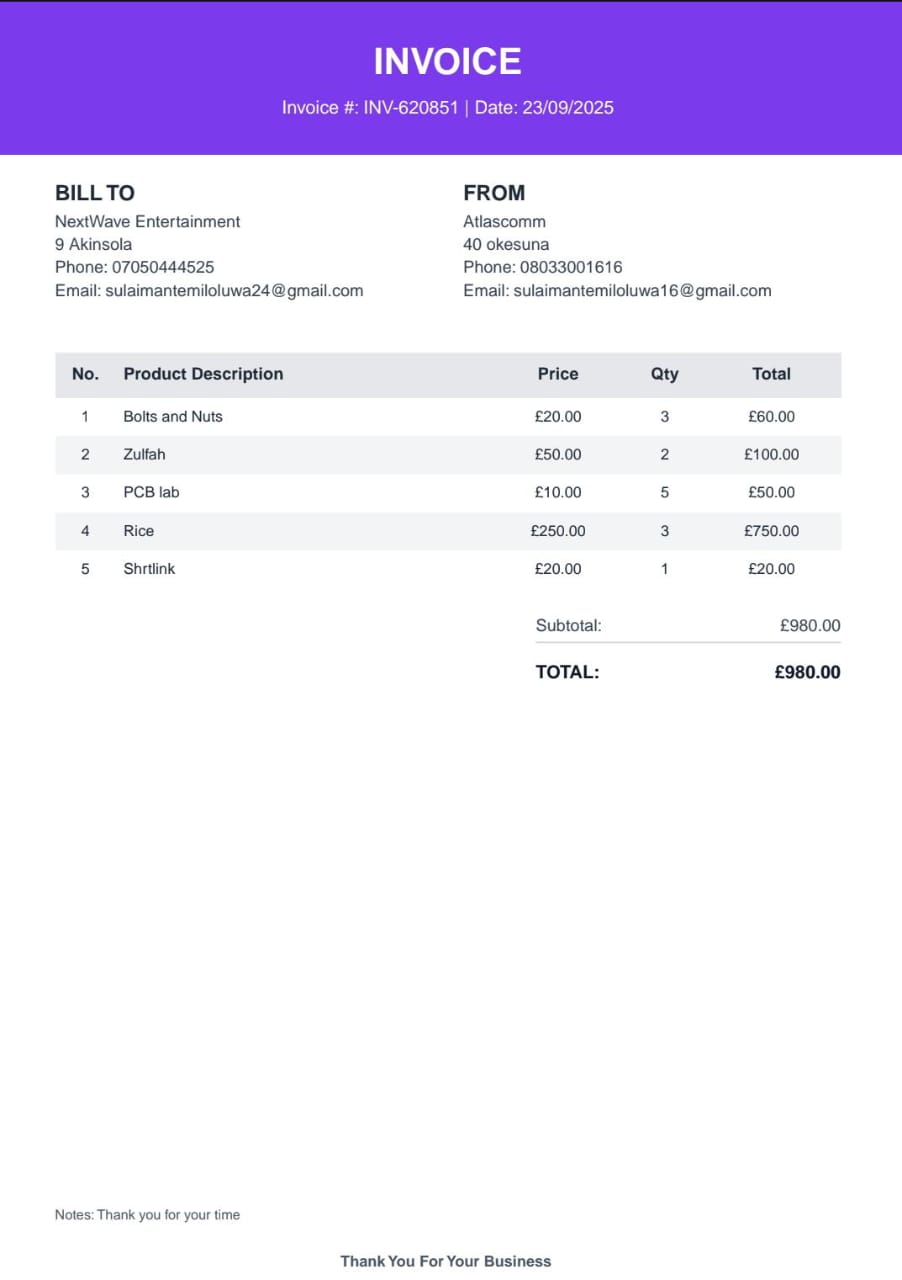 INVOICE
Invoice #: INV-620851 | Date: 23/09/2025
BILL TO
NextWave Entertainment
9 Akinsola
Phone: 07050444525
Email: sulaimantemiloluwa24@gmail.com
FROM
Atlascomm
40 okesuna
Phone: 08033001616
Email: sulaimantemiloluwa16@gmail.com
No. Product Description Price Qty Total
1 Bolts and Nuts £20.00 3 £60.00
2 Zulfah £50.00 2 £100.00
3 PCB lab £10.00 5 £50.00
4 Rice £250.00 3 £750.00
5 Shrtlink £20.00 1 £20.00
Subtotal: £980.00
TOTAL: £980.00
Notes: Thank you for your time
Thank You For Your Business